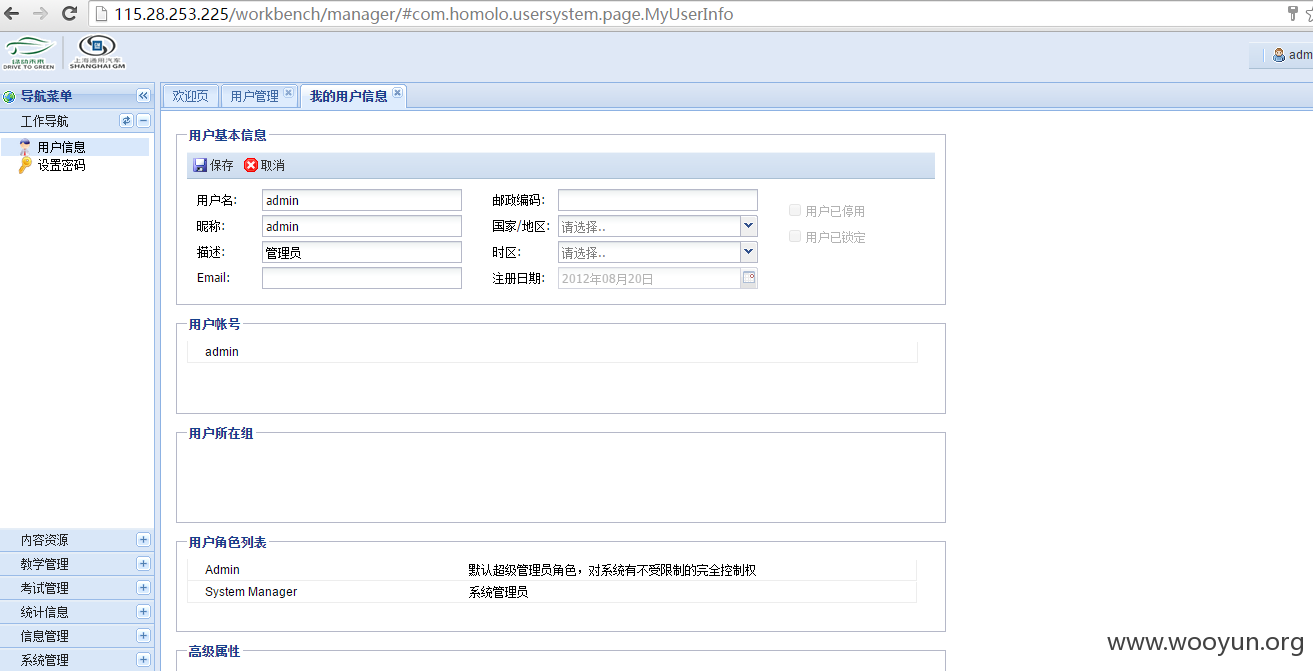 115.28.253.225/workbench/manager/#com.homolo.usersystem.page.MyUserInfo
绿动未来
DRIVE TO GREEN
上海通用汽车
SHANGHAI GM
adm
导航菜单
工作导航
用户信息
设置密码
内容资源
教学管理
考试管理
统计信息
信息管理
系统管理
欢迎页 用户管理 我的用户信息
用户基本信息
保存 取消
用户名: admin 邮政编码: 用户已停用
昵称: admin 国家/地区: 请选择.. 用户已锁定
描述: 管理员 时区: 请选择..
Email: 注册日期: 2012年08月20日
用户帐号
admin
用户所在组
用户角色列表
Admin 默认超级管理员角色，对系统有不受限制的完全控制权
System Manager 系统管理员
高级属性
www.wooyun.org